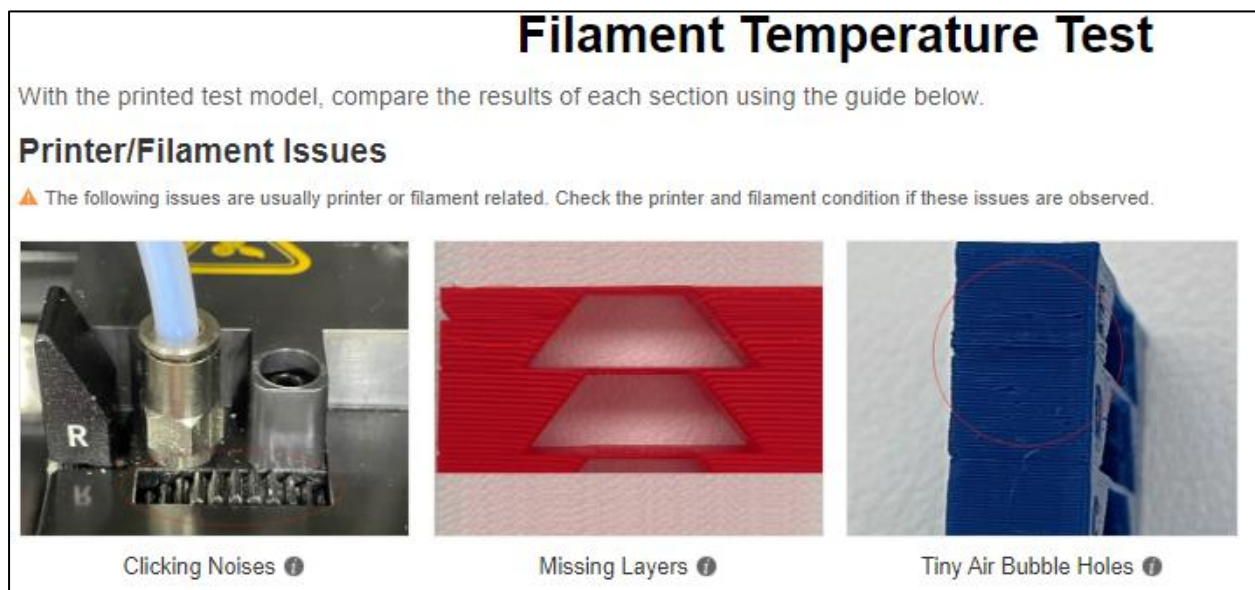 Filament Temperature Test
With the printed test model, compare the results of each section using the guide below.
Printer/Filament Issues
The following issues are usually printer or filament related. Check the printer and filament condition if these issues are observed.
R
Clicking Noises
Missing Layers
Tiny Air Bubble Holes